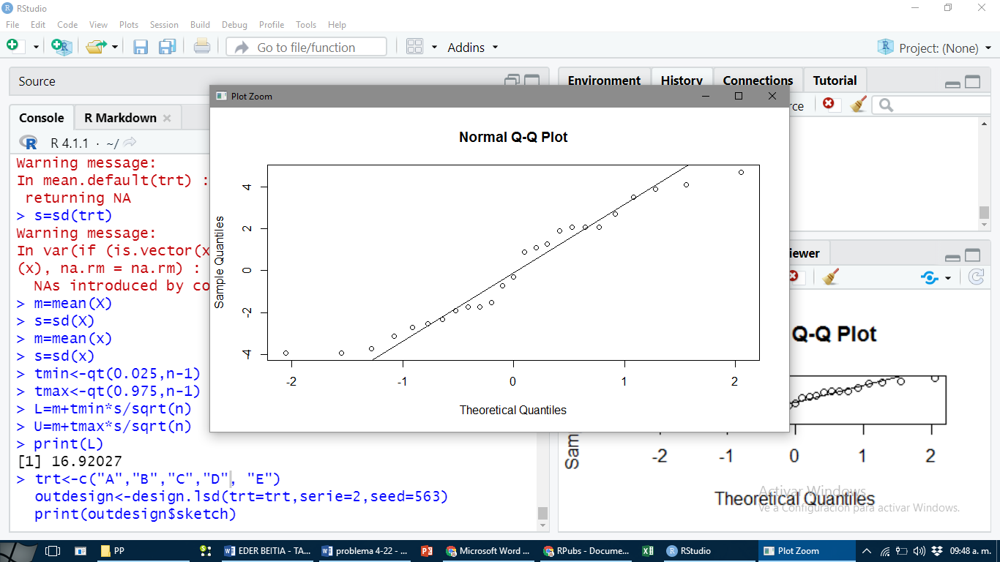 RStudio
File Edit Code View Plots Session Build Debug Profile Tools Help
Go to file/function Addins Project: (None)
Source
Environment History Connections Tutorial
Console R Markdown
R 4.1.1 · ~/
Warning message:
In mean.default(trt) :
returning NA
> s=sd(trt)
Warning message:
In var(if (is.vector(x
(x), na.rm = na.rm) :
NAs introduced by co
> m=mean(X)
> s=sd(X)
> m=mean(x)
> s=sd(x)
> tmin<-qt(0.025,n-1)
> tmax<-qt(0.975,n-1)
> L=m+tmin*s/sqrt(n)
> U=m+tmax*s/sqrt(n)
> print(L)
[1] 16.92027
> trt<-c("A","B","C","D", "E")
outdesign<-design.lsd(trt=trt,serie=2,seed=563)
print(outdesign$sketch)
Plot Zoom
Normal Q-Q Plot
Sample Quantiles
4
2
0
-2
-4
-2 -1 0 1 2
Theoretical Quantiles
rce
iewer
Q-Q Plot
Sam
-2 -1 0 1 2
Theoretical Quantiles
Activar Windows
Ve a Configuración para activar Windows.
PP
EDER BEITIA - TA...
problema 4-22 - ...
Microsoft Word ...
RPubs - Docume...
RStudio
Plot Zoom
09:48 a. m.